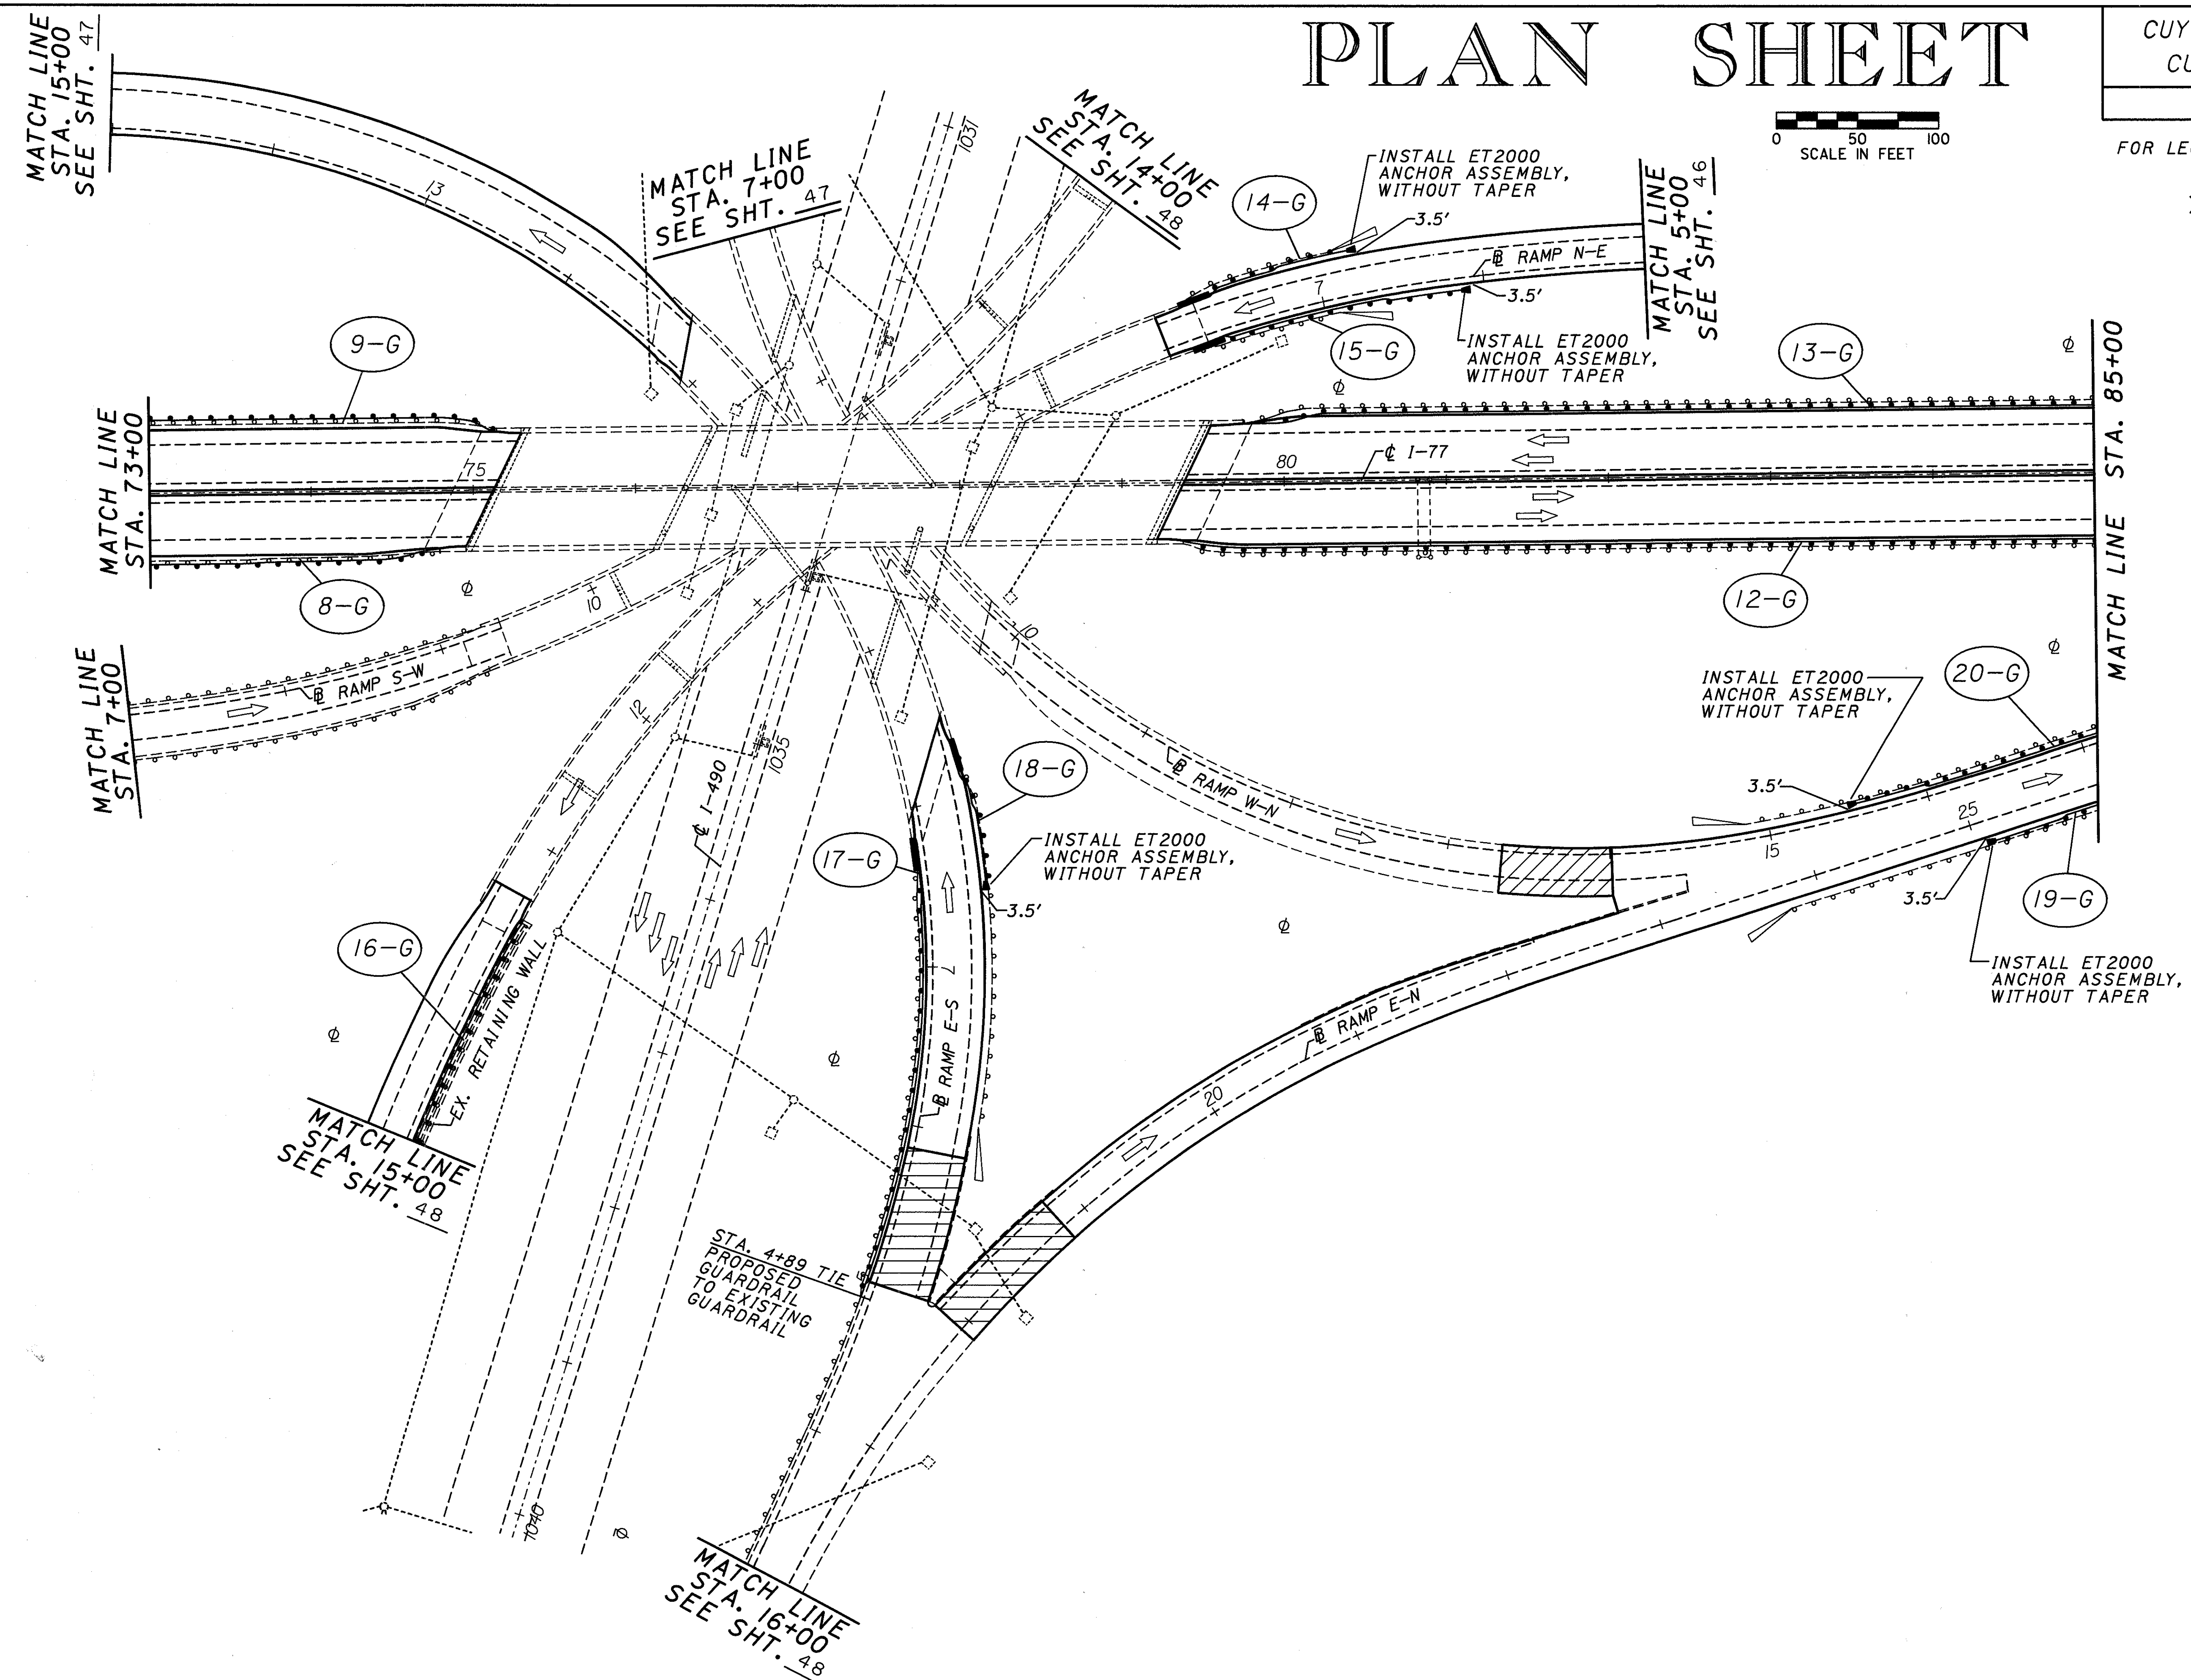 PLAN SHEET
CUY
CU
0 50 100
SCALE IN FEET
FOR LE
MATCH LINE
STA. 15+00
SEE SHT. 47
13
MATCH LINE
STA. 7+00
SEE SHT. 47
1031
MATCH LINE
STA. 14+00
SEE SHT. 48
INSTALL ET2000
ANCHOR ASSEMBLY,
WITHOUT TAPER
14-G
3.5'
℄ RAMP N-E
7
3.5'
MATCH LINE
STA. 5+00
SEE SHT. 46
INSTALL ET2000
ANCHOR ASSEMBLY,
WITHOUT TAPER
15-G
13-G
9-G
MATCH LINE
STA. 73+00
75
80
℄ I-77
MATCH LINE STA. 85+00
8-G
12-G
10
10
MATCH LINE
STA. 7+00
℄ RAMP S-W
12
1035
℄ I-490
18-G
17-G
INSTALL ET2000
ANCHOR ASSEMBLY,
WITHOUT TAPER
3.5'
℄ RAMP W-N
INSTALL ET2000
ANCHOR ASSEMBLY,
WITHOUT TAPER
20-G
3.5'
15
25
3.5'
19-G
INSTALL ET2000
ANCHOR ASSEMBLY,
WITHOUT TAPER
16-G
EX. RETAINING WALL
7
℄ RAMP E-S
℄ RAMP E-N
20
MATCH LINE
STA. 15+00
SEE SHT. 48
STA. 4+89 TIE
PROPOSED
GUARDRAIL
TO EXISTING
GUARDRAIL
1040
MATCH LINE
STA. 16+00
SEE SHT. 48